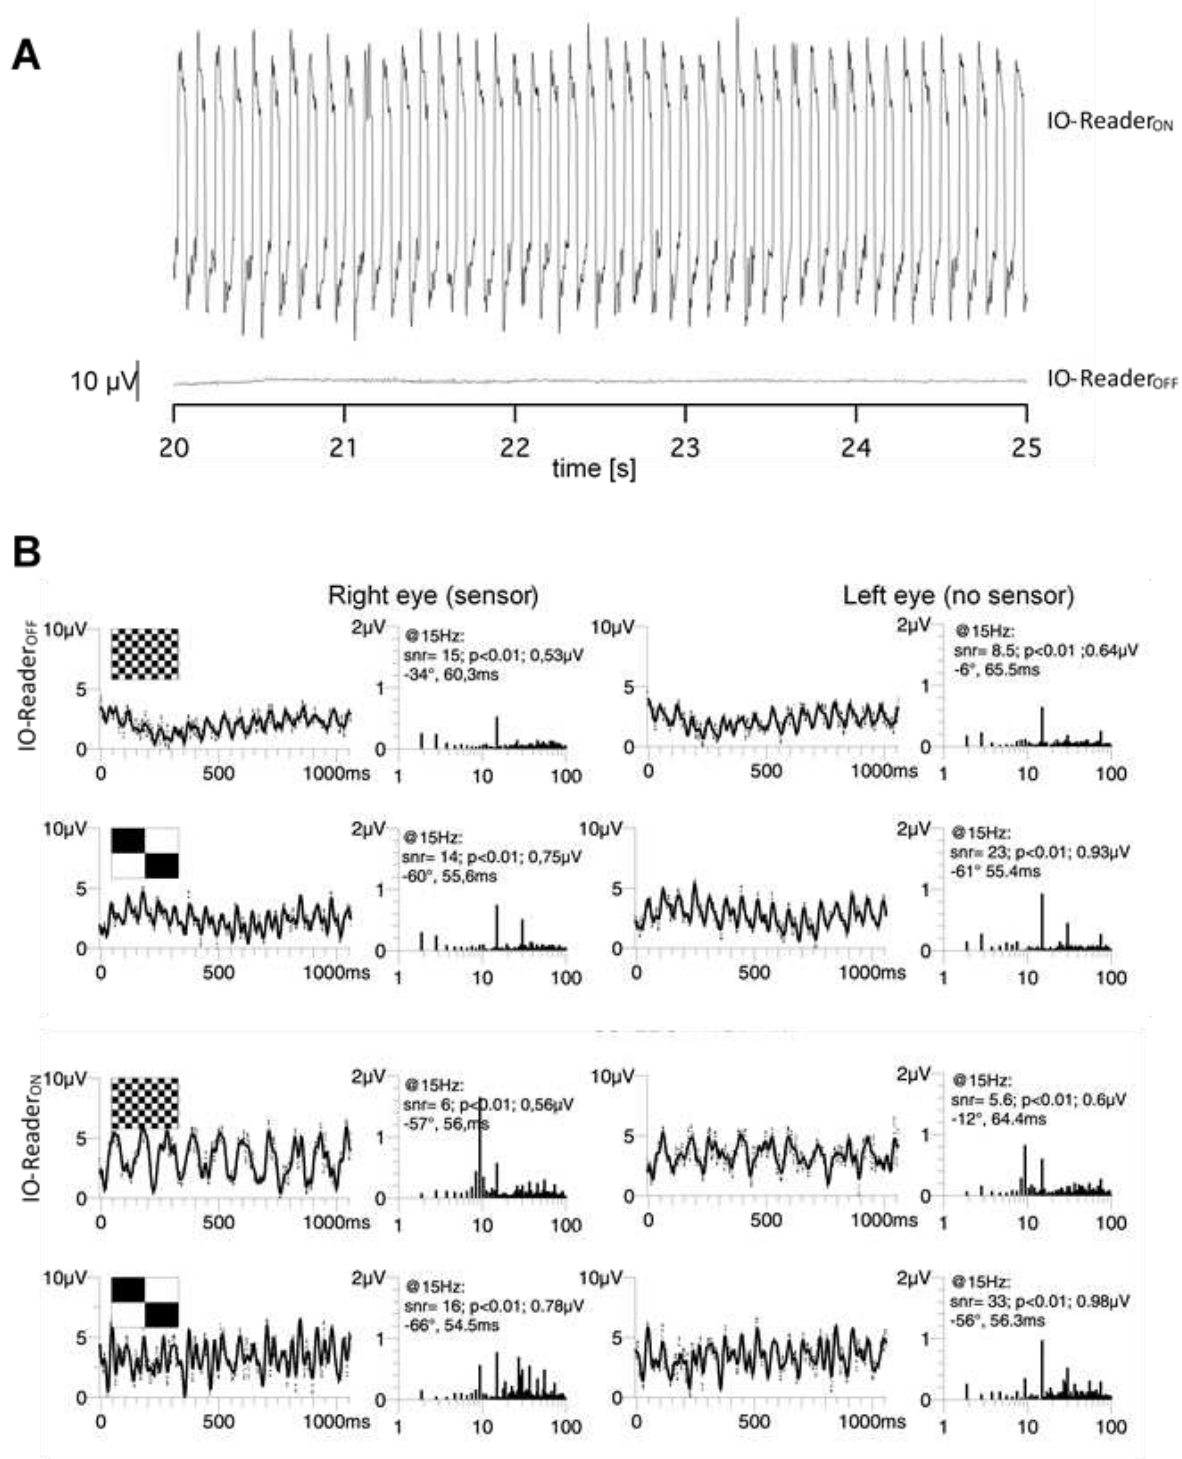 A
IO-ReaderON
10 µV
IO-ReaderOFF
20 21 22 23 24 25
time [s]
B
Right eye (sensor) Left eye (no sensor)
IO-ReaderOFF
10µV
5
0
0 500 1000ms
2µV
1
0
1 10 100
@15Hz:
snr= 15; p<0.01; 0,53µV
-34°, 60,3ms
10µV
5
0
0 500 1000ms
2µV
1
0
1 10 100
@15Hz:
snr= 8.5; p<0.01 ;0.64µV
-6°, 65.5ms
10µV
5
0
0 500 1000ms
2µV
1
0
1 10 100
@15Hz:
snr= 14; p<0.01; 0,75µV
-60°, 55,6ms
10µV
5
0
0 500 1000ms
2µV
1
0
1 10 100
@15Hz:
snr= 23; p<0.01; 0.93µV
-61° 55.4ms
IO-ReaderON
10µV
5
0
0 500 1000ms
2µV
1
0
1 10 100
@15Hz:
snr= 6; p<0.01; 0,56µV
-57°, 56,ms
10µV
5
0
0 500 1000ms
2µV
1
0
1 10 100
@15Hz:
snr= 5.6; p<0.01; 0.6µV
-12°, 64.4ms
10µV
5
0
0 500 1000ms
2µV
1
0
1 10 100
@15Hz:
snr= 16; p<0.01; 0.78µV
-66°, 54.5ms
10µV
5
0
0 500 1000ms
2µV
1
0
1 10 100
@15Hz:
snr= 33; p<0.01; 0.98µV
-56°, 56.3ms